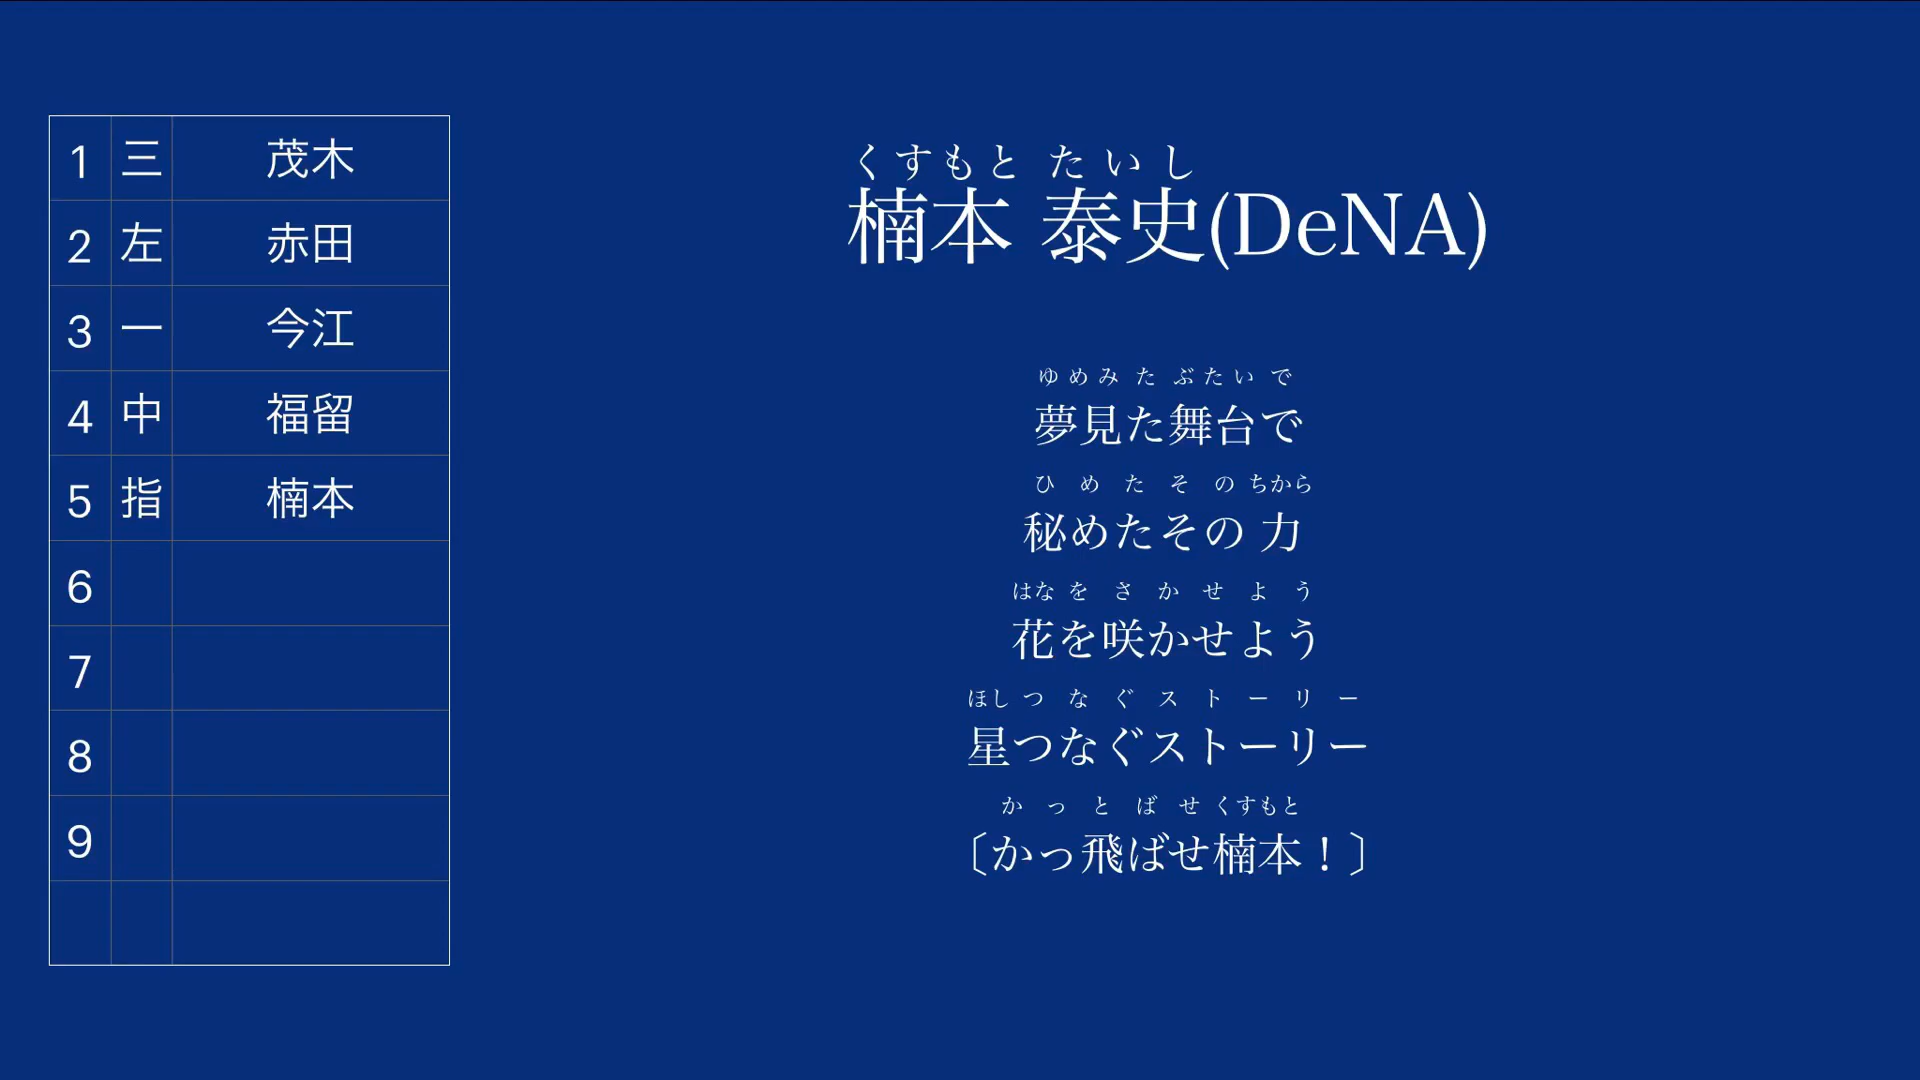 1 三 茂木
2 左 赤田
3 一 今江
4 中 福留
5 指 楠本
6
7
8
9
くすもと たいし
楠本 泰史(DeNA)
ゆめみたぶたいで
夢見た舞台で
ひめたそのちから
秘めたその力
はなをさかせよう
花を咲かせよう
ほしつなぐストーリー
星つなぐストーリー
かっとばせくすもと
〔かっ飛ばせ楠本！〕